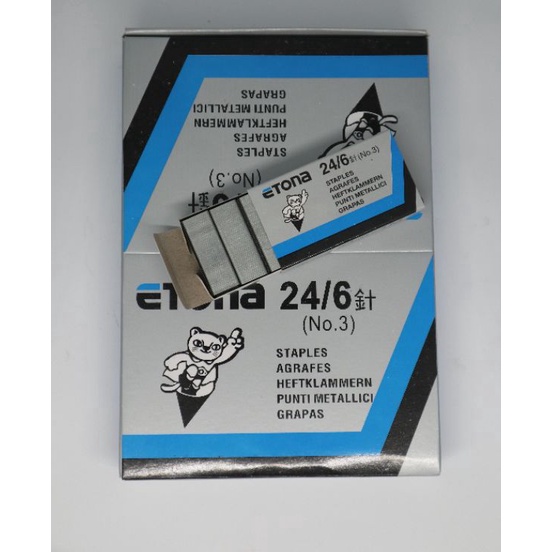 GRAPAS
PUNTI METALLICI
HEFTKLAMMERN
AGRAFES
STAPLES
(No.3)
ETONA 24/6針(No.3)
STAPLES
AGRAFES
HEFTKLAMMERN
PUNTI METALLICI
GRAPAS
ETONA 24/6針
(No.3)
STAPLES
AGRAFES
HEFTKLAMMERN
PUNTI METALLICI
GRAPAS